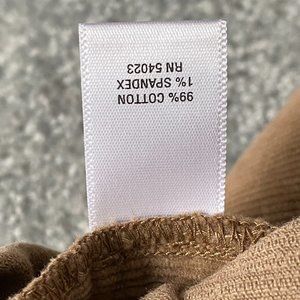 99% COTTON
1% SPANDEX
RN 54023